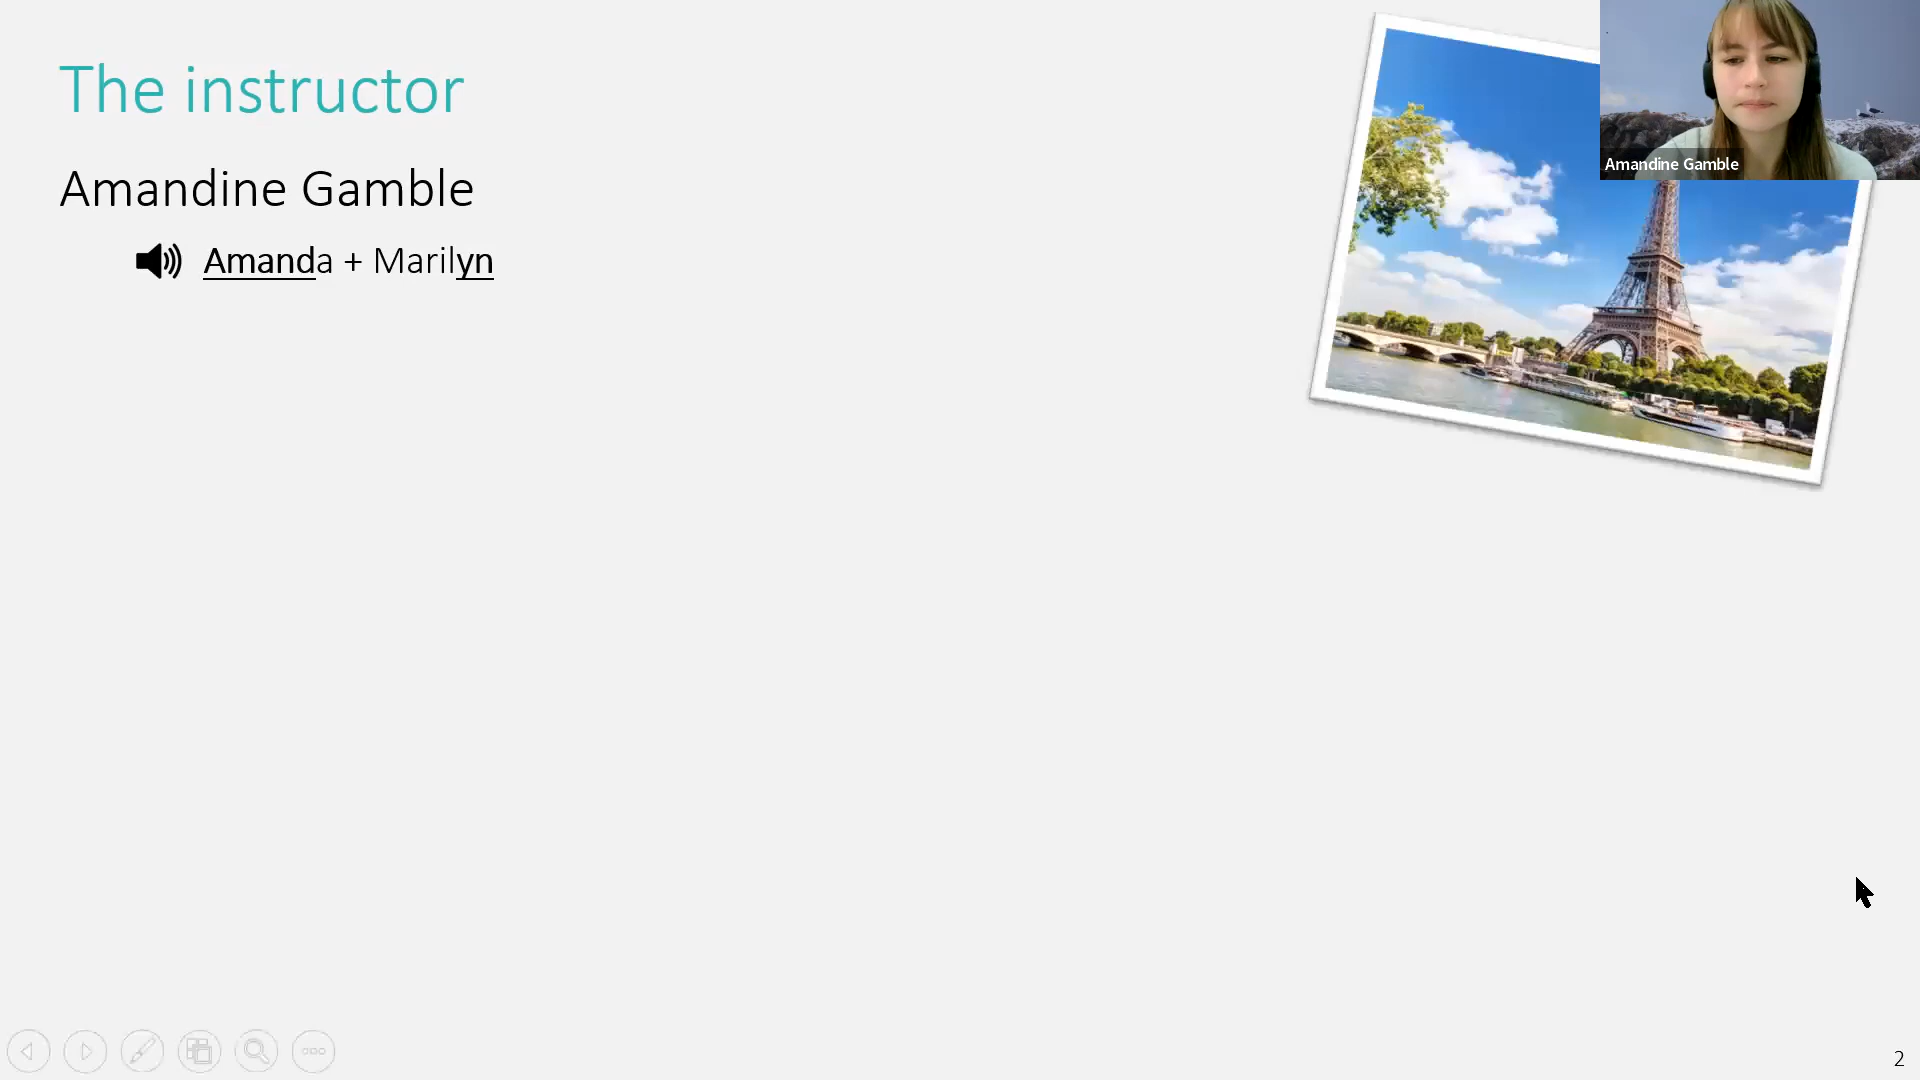 The instructor
Amandine Gamble
Amanda + Marilyn
Amandine Gamble
2